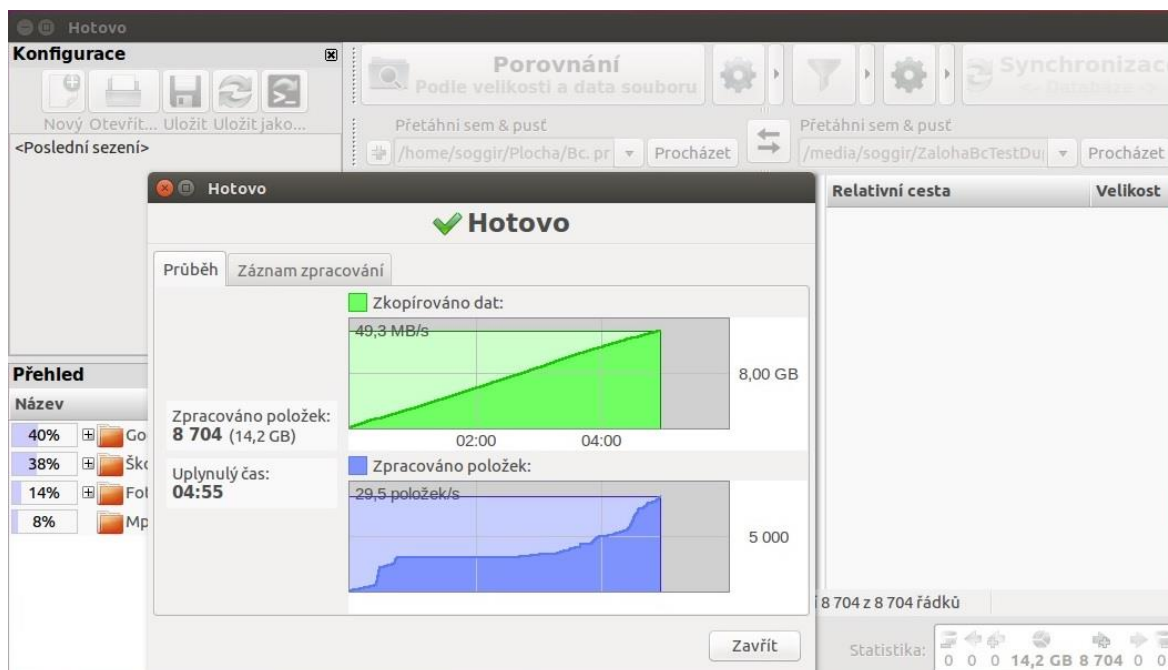 Hotovo
Konfigurace
Nový Otevřít... Uložit Uložit jako...
<Poslední sezení>
Porovnání
Podle velikosti a data souboru
Přetáhni sem & pusť
/home/soggir/Plocha/Bc. pr
Procházet
Synchronizace
Přetáhni sem & pusť
/media/soggir/ZalohaBcTestDu
Procházet
Relativní cesta
Velikost
Hotovo
Hotovo
Průběh
Záznam zpracování
Zkopírováno dat:
49,3 MB/s
8,00 GB
02:00
04:00
Zpracováno položek:
8 704 (14,2 GB)
Uplynulý čas:
04:55
Zpracováno položek:
29,5 položek/s
5 000
Zavřít
Přehled
Název
40% Go
38% Ško
14% Fot
8% Mp
8 704 z 8 704 řádků
Statistika:
0 0 0 14,2 GB 8 704 0 0